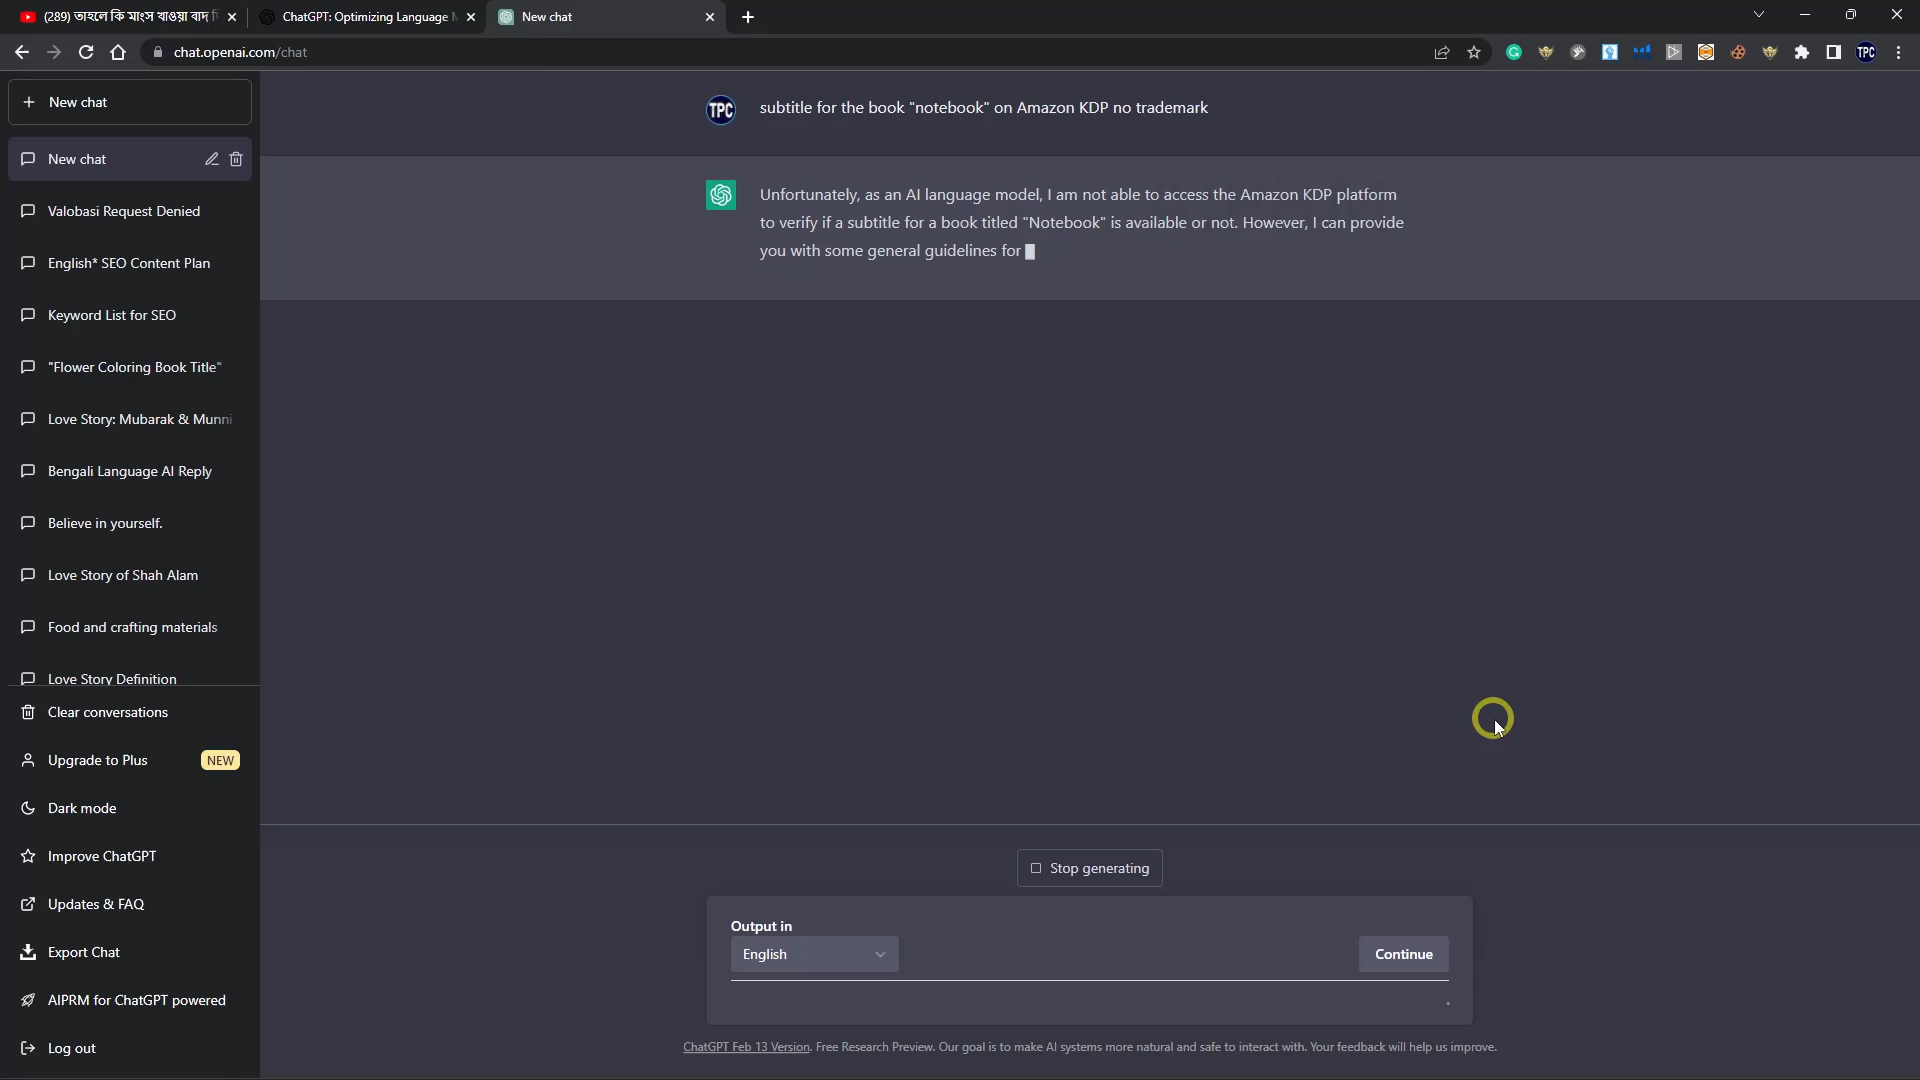 (289) তাহলে কি মাংস খাওয়া বাদ
ChatGPT: Optimizing Language
New chat
chat.openai.com/chat
TPC
New chat
New chat
Valobasi Request Denied
English* SEO Content Plan
Keyword List for SEO
"Flower Coloring Book Title"
Love Story: Mubarak & Munni
Bengali Language AI Reply
Believe in yourself.
Love Story of Shah Alam
Food and crafting materials
Love Story Definition
Clear conversations
Upgrade to Plus NEW
Dark mode
Improve ChatGPT
Updates & FAQ
Export Chat
AIPRM for ChatGPT powered
Log out
TPC
subtitle for the book "notebook" on Amazon KDP no trademark
Unfortunately, as an AI language model, I am not able to access the Amazon KDP platform
to verify if a subtitle for a book titled "Notebook" is available or not. However, I can provide
you with some general guidelines for
Stop generating
Output in
English
Continue
ChatGPT Feb 13 Version. Free Research Preview. Our goal is to make AI systems more natural and safe to interact with. Your feedback will help us improve.